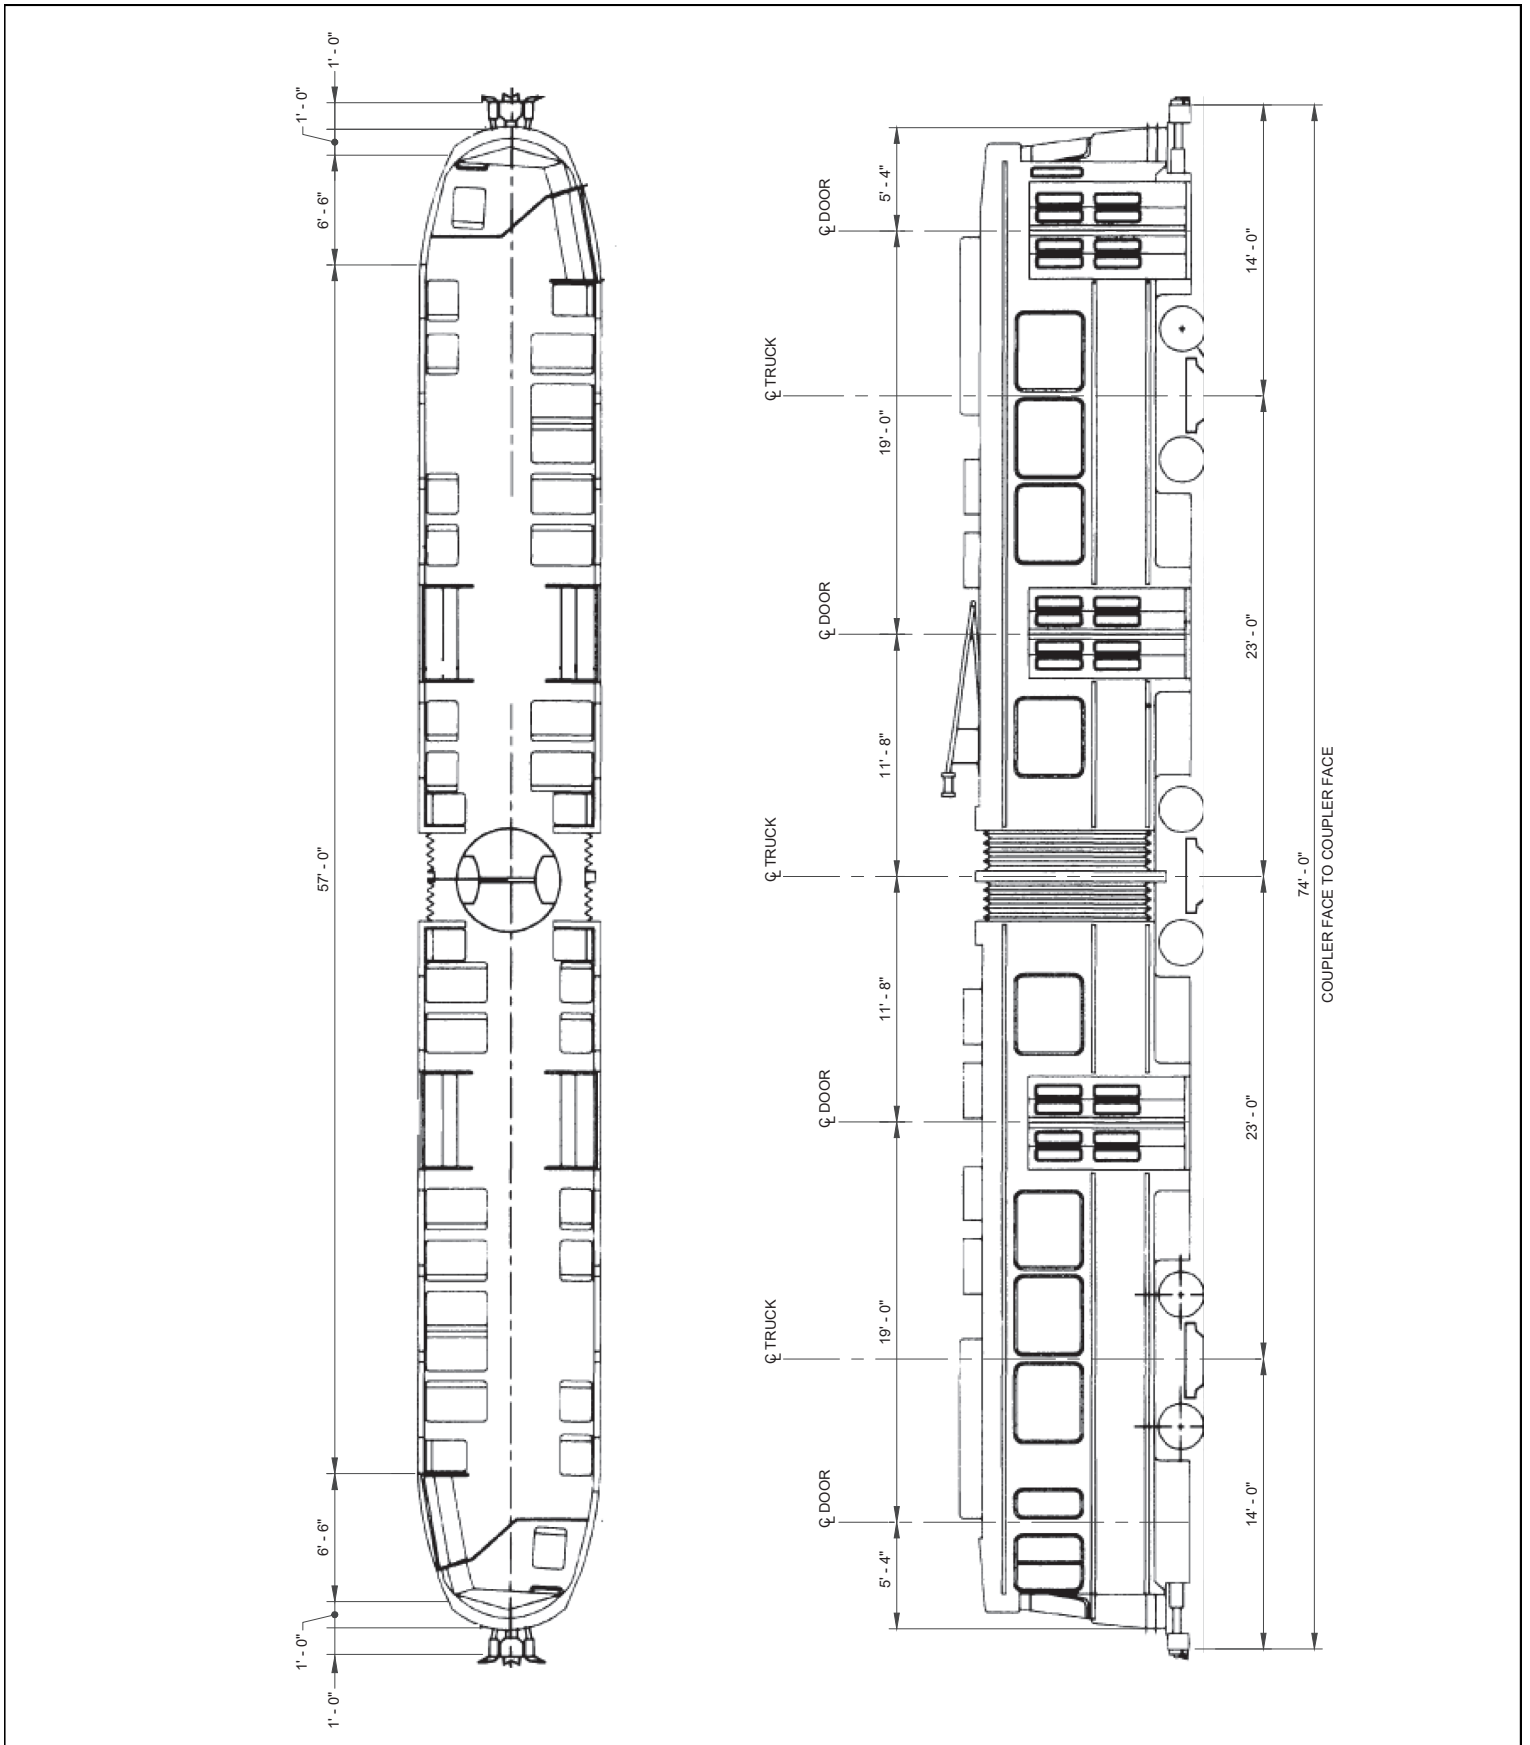 1' - 0"
1' - 0"
6' - 6"
57' - 0"
6' - 6"
1' - 0"
1' - 0"
℄ DOOR
℄ TRUCK
℄ DOOR
℄ TRUCK
℄ DOOR
℄ TRUCK
℄ DOOR
5' - 4"
19' - 0"
11' - 8"
11' - 8"
19' - 0"
5' - 4"
14' - 0"
23' - 0"
23' - 0"
14' - 0"
74' - 0"
COUPLER FACE TO COUPLER FACE